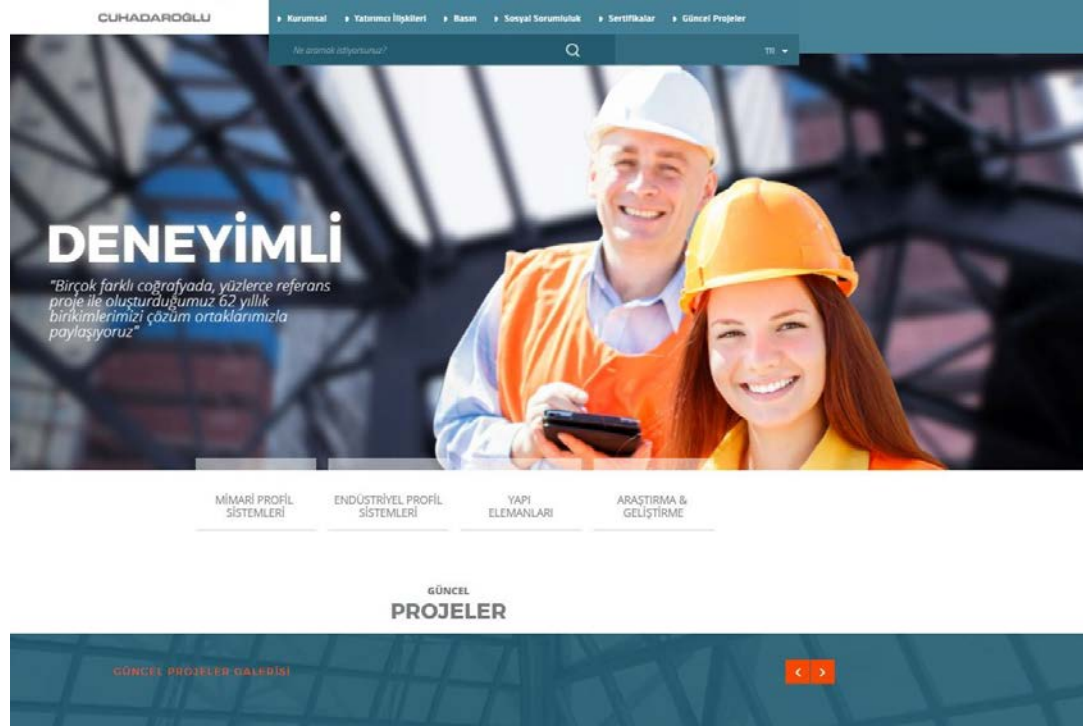 CUHADAROĞLU
Kurumsal Yatırımcı İlişkileri Basın Sosyal Sorumluluk Sertifikalar Güncel Projeler
Ne aramak istiyorsunuz?
TR
DENEYİMLİ
"Birçok farklı coğrafyada, yüzlerce referans
proje ile oluşturduğumuz 62 yıllık
birikimlerimizi çözüm ortaklarımızla
paylaşıyoruz"
MİMARİ PROFİL
SİSTEMLERİ
ENDÜSTRİYEL PROFİL
SİSTEMLERİ
YAPI
ELEMANLARI
ARAŞTIRMA &
GELİŞTİRME
GÜNCEL
PROJELER
GÜNCEL PROJELER GALERİSİ